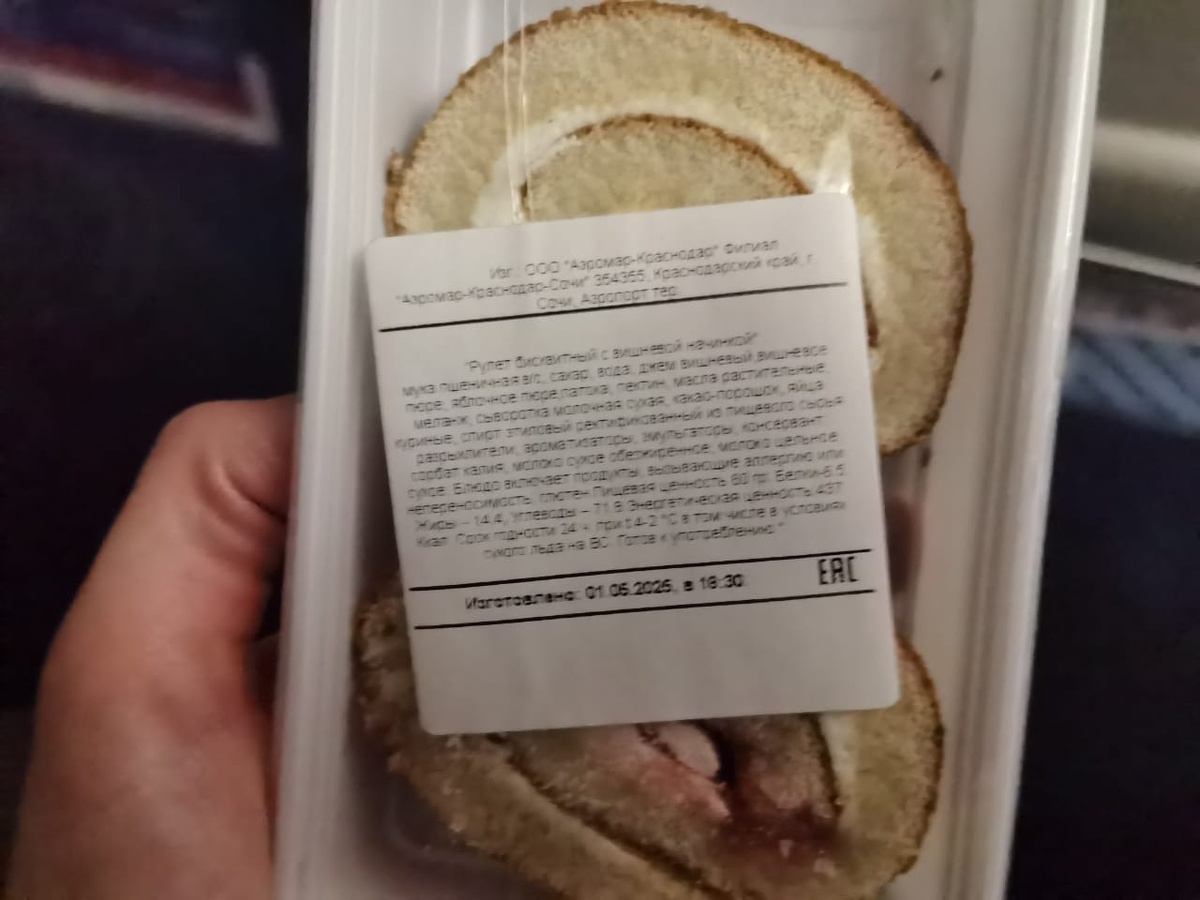 Изг.: ООО "Аэромар-Краснодар" Филиал
"Аэромар-Краснодар-Сочи" 354355, Краснодарский край, г.
Сочи, Аэропорт тер.
"Рулет бисквитный с вишневой начинкой"
мука пшеничная в/с, сахар, вода, джем вишневый,вишневое
пюре, яблочное пюре,патока, пектин, масла растительные,
меланж, сыворотка молочная сухая, какао-порошок, яйца
куриные, спирт этиловый ректификованный из пищевого сырья
разрыхлители, ароматизаторы, эмульгаторы, консервант
сорбат калия, молоко сухое обезжиренное, молоко цельное
сухое. Блюдо включает продукты, вызывающие аллергию или
непереносимость: глютен Пищевая ценность 60 гр: Белки-6,5
Жиры – 14,4, Углеводы – 71,8 Энергетическая ценность 437
Ккал. Срок годности 24 ч. при t 4-2 °С в том числе в условиях
сухого льда на ВС. Готов к употреблению."
Изготовлено: 01.05.2025, в 18:30
ЕАС